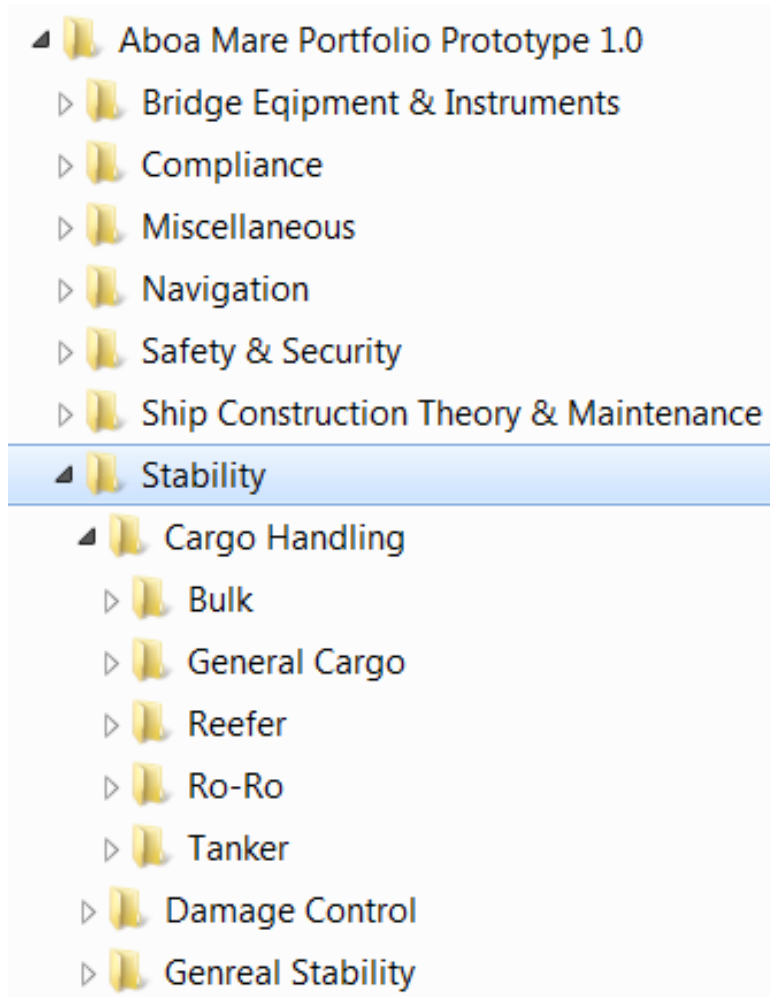 Aboa Mare Portfolio Prototype 1.0
Bridge Eqipment & Instruments
Compliance
Miscellaneous
Navigation
Safety & Security
Ship Construction Theory & Maintenance
Stability
Cargo Handling
Bulk
General Cargo
Reefer
Ro-Ro
Tanker
Damage Control
Genreal Stability